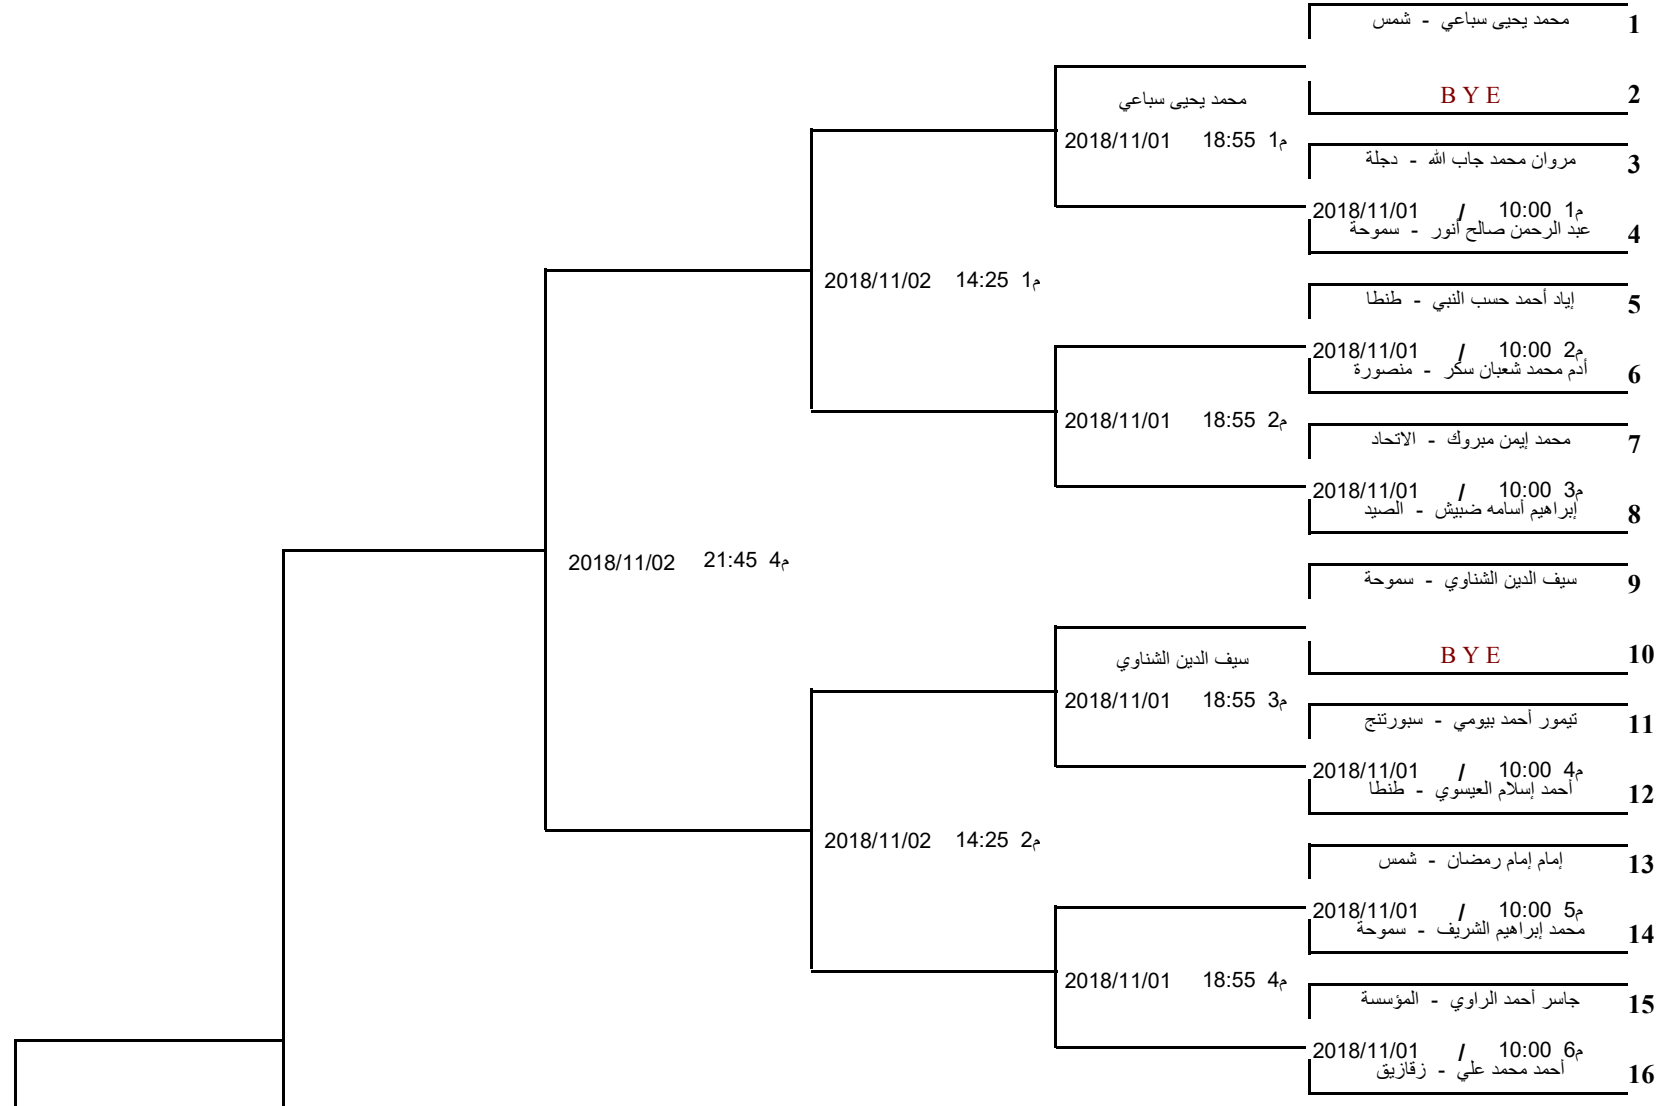 محمد يحيى سباعي - شمس 1
محمد يحيى سباعي B Y E 2
2018/11/01 18:55 م1
مروان محمد جاب الله - دجلة 3
2018/11/01 / 10:00 م1
عبد الرحمن صالح أنور - سموحة 4
2018/11/02 14:25 م1
إياد أحمد حسب النبي - طنطا 5
2018/11/01 / 10:00 م2
أدم محمد شعبان سكر - منصورة 6
2018/11/01 18:55 م2
محمد إيمن مبروك - الاتحاد 7
2018/11/01 / 10:00 م3
إبراهيم أسامه ضبيش - الصيد 8
2018/11/02 21:45 م4
سيف الدين الشناوي - سموحة 9
سيف الدين الشناوي B Y E 10
2018/11/01 18:55 م3
تيمور أحمد بيومي - سبورتنج 11
2018/11/01 / 10:00 م4
أحمد إسلام العيسوي - طنطا 12
2018/11/02 14:25 م2
إمام إمام رمضان - شمس 13
2018/11/01 / 10:00 م5
محمد إبراهيم الشريف - سموحة 14
2018/11/01 18:55 م4
جاسر أحمد الراوي - المؤسسة 15
2018/11/01 / 10:00 م6
أحمد محمد علي - زقازيق 16